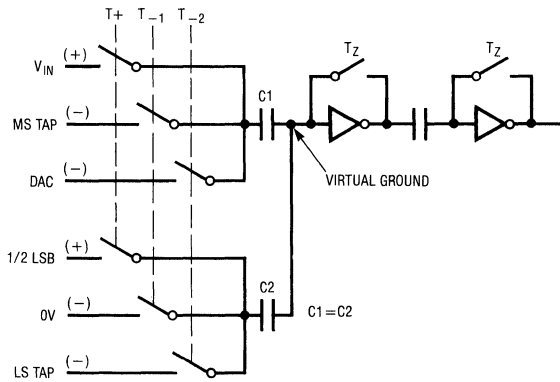 T+ T–1 T–2
TZ TZ
VIN (+)
C1
MS TAP (–)
DAC (–)
VIRTUAL GROUND
1/2 LSB (+)
C2
0V (–)
C1=C2
LS TAP (–)